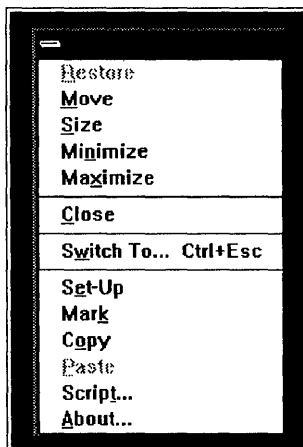 Restore
Move
Size
Minimize
Maximize
Close
Switch To... Ctrl+Esc
Set-Up
Mark
Copy
Paste
Script...
About...